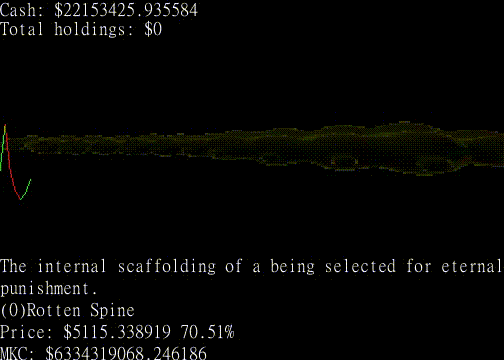 Cash: $22153425.935584
Total holdings: $0
The internal scaffolding of a being selected for eternal
punishment.
(0)Rotten Spine
Price: $5115.338919 70.51%
MKC: $6334319068.246186